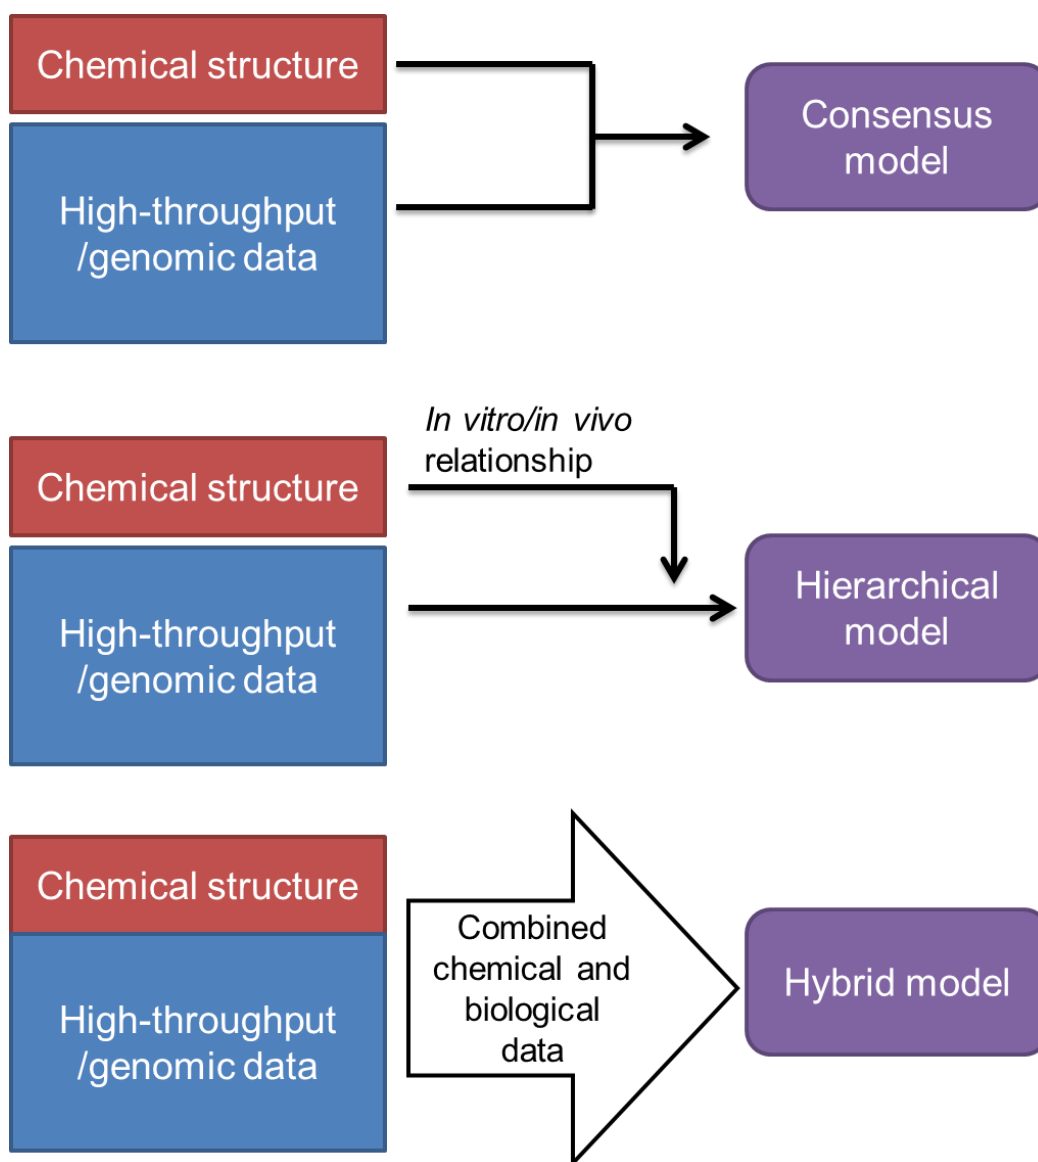 Chemical structure
High-throughput
/genomic data
Consensus
model
In vitro/in vivo
relationship
Chemical structure
High-throughput
/genomic data
Hierarchical
model
Chemical structure
High-throughput
/genomic data
Combined
chemical and
biological
data
Hybrid model